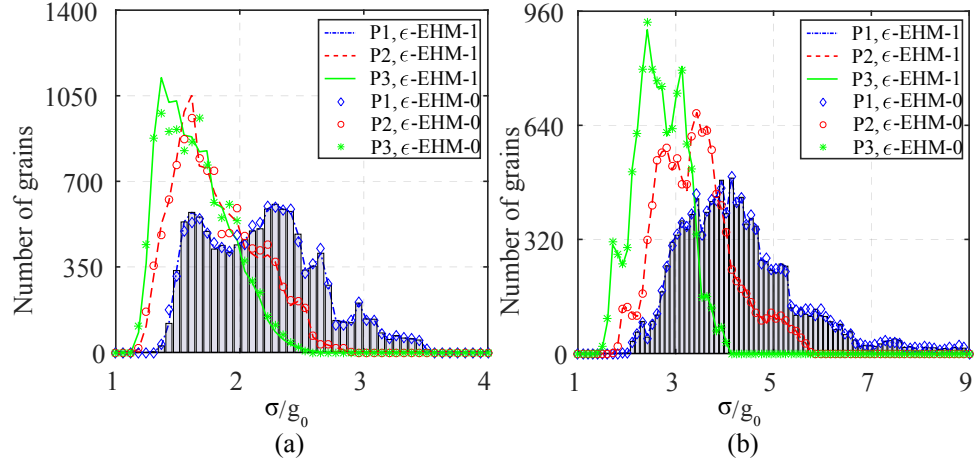 1400
1050
700
350
0
Number of grains
P1, ϵ-EHM-1
P2, ϵ-EHM-1
P3, ϵ-EHM-1
P1, ϵ-EHM-0
P2, ϵ-EHM-0
P3, ϵ-EHM-0
1 2 3 4
σ/g₀
(a)
960
640
320
0
Number of grains
P1, ϵ-EHM-1
P2, ϵ-EHM-1
P3, ϵ-EHM-1
P1, ϵ-EHM-0
P2, ϵ-EHM-0
P3, ϵ-EHM-0
1 3 5 7 9
σ/g₀
(b)